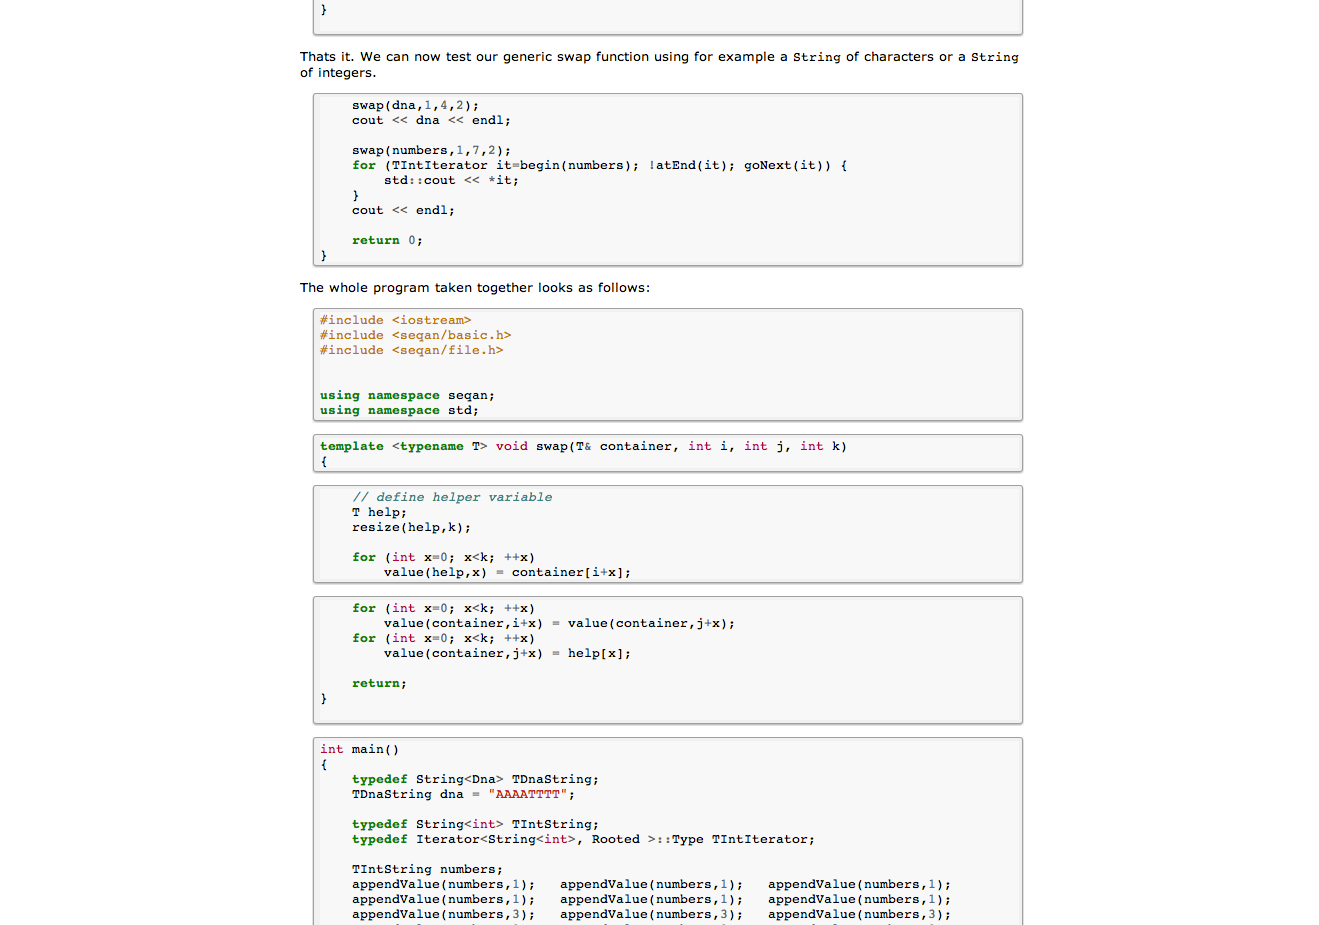 }
Thats it. We can now test our generic swap function using for example a String of characters or a String
of integers.
swap(dna,1,4,2);
cout << dna << endl;
swap(numbers,1,7,2);
for (TIntIterator it=begin(numbers); !atEnd(it); goNext(it)) {
std::cout << *it;
}
cout << endl;
return 0;
}
The whole program taken together looks as follows:
#include <iostream>
#include <seqan/basic.h>
#include <seqan/file.h>
using namespace seqan;
using namespace std;
template <typename T> void swap(T& container, int i, int j, int k)
{
// define helper variable
T help;
resize(help,k);
for (int x=0; x<k; ++x)
value(help,x) = container[i+x];
for (int x=0; x<k; ++x)
value(container,i+x) = value(container,j+x);
for (int x=0; x<k; ++x)
value(container,j+x) = help[x];
return;
}
int main()
{
typedef String<Dna> TDnaString;
TDnaString dna = "AAAATTTT";
typedef String<int> TIntString;
typedef Iterator<String<int>, Rooted >::Type TIntIterator;
TIntString numbers;
appendValue(numbers,1); appendValue(numbers,1); appendValue(numbers,1);
appendValue(numbers,1); appendValue(numbers,1); appendValue(numbers,1);
appendValue(numbers,3); appendValue(numbers,3); appendValue(numbers,3);